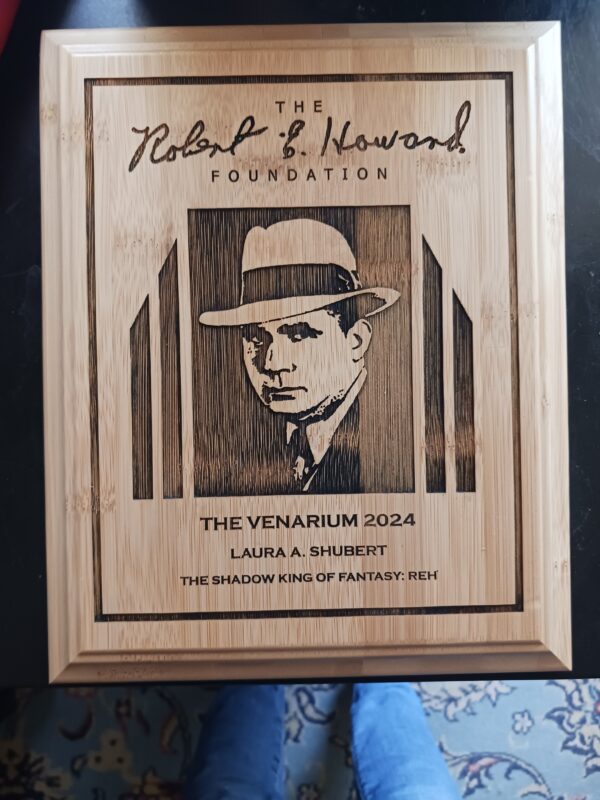 THE
Robert E. Howard
FOUNDATION
THE VENARIUM 2024
LAURA A. SHUBERT
THE SHADOW KING OF FANTASY: REH